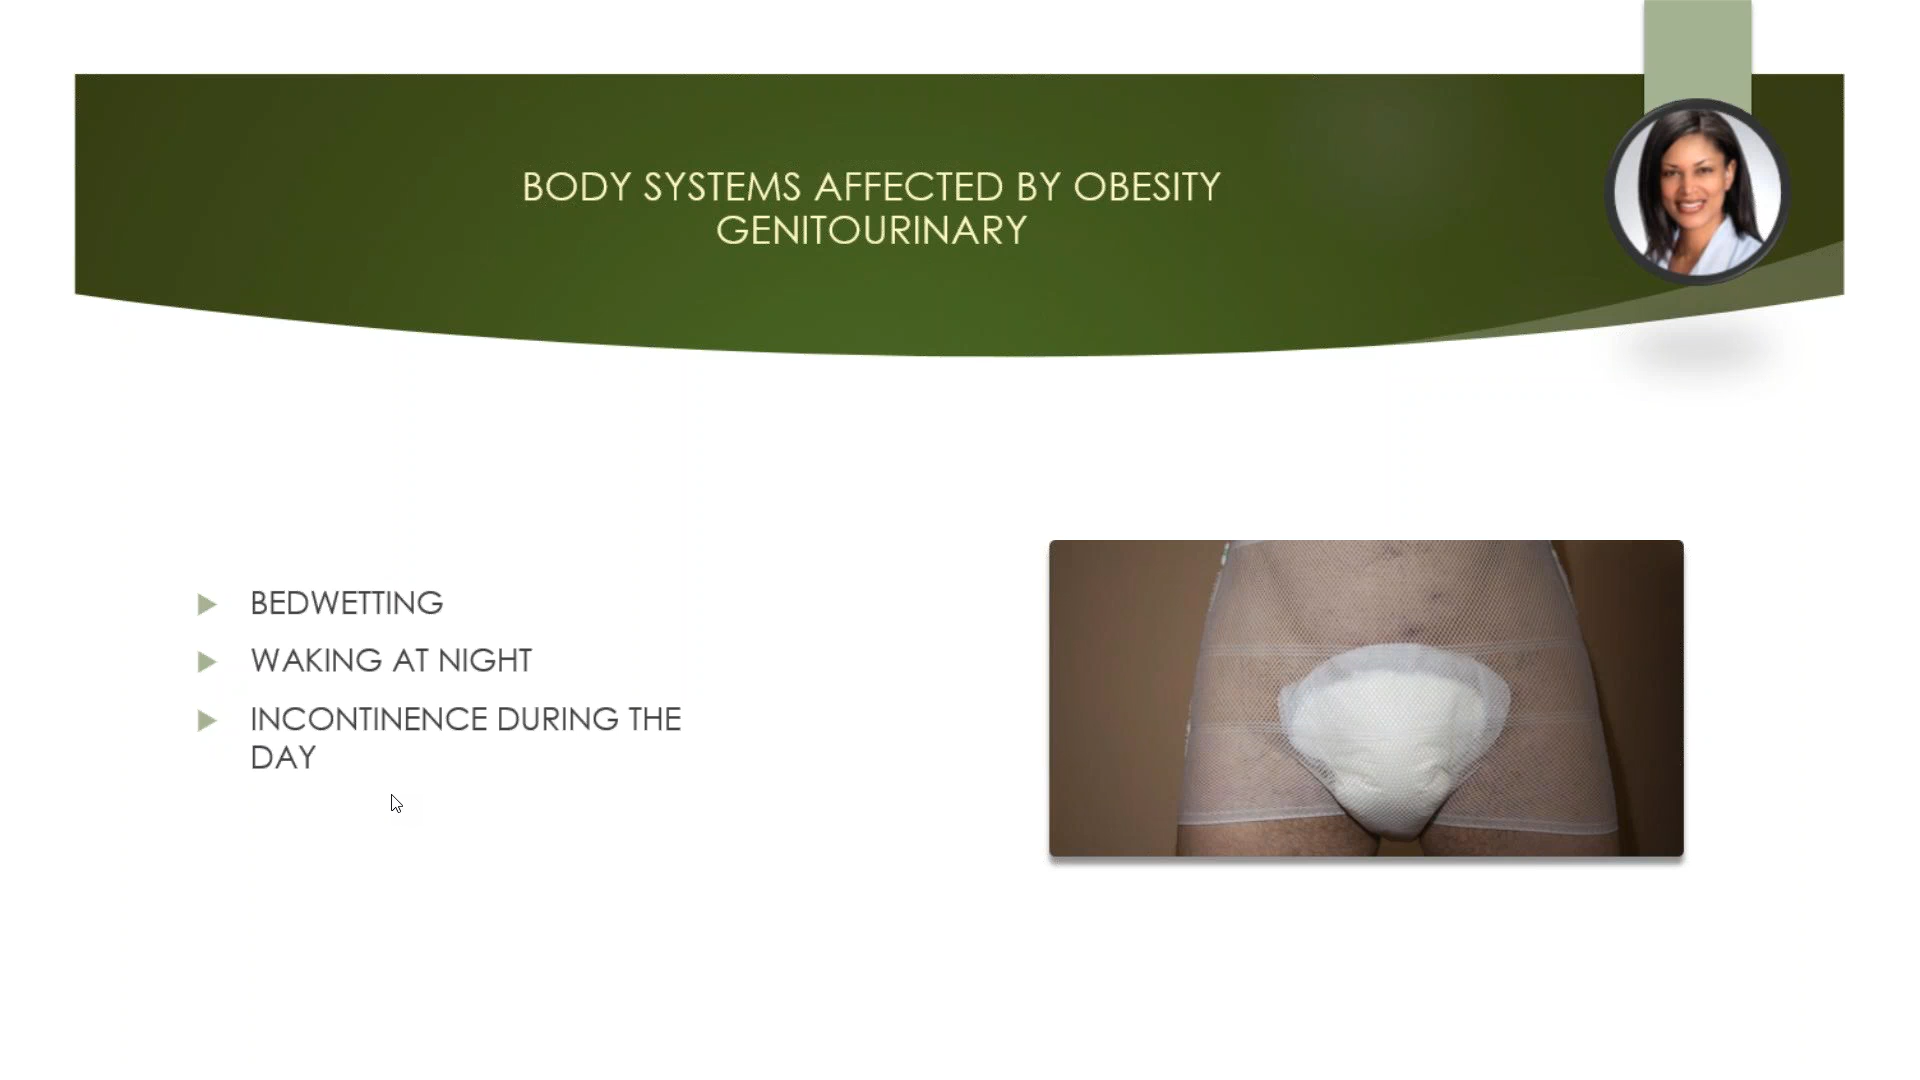 BODY SYSTEMS AFFECTED BY OBESITY
GENITOURINARY
BEDWETTING
WAKING AT NIGHT
INCONTINENCE DURING THE
DAY